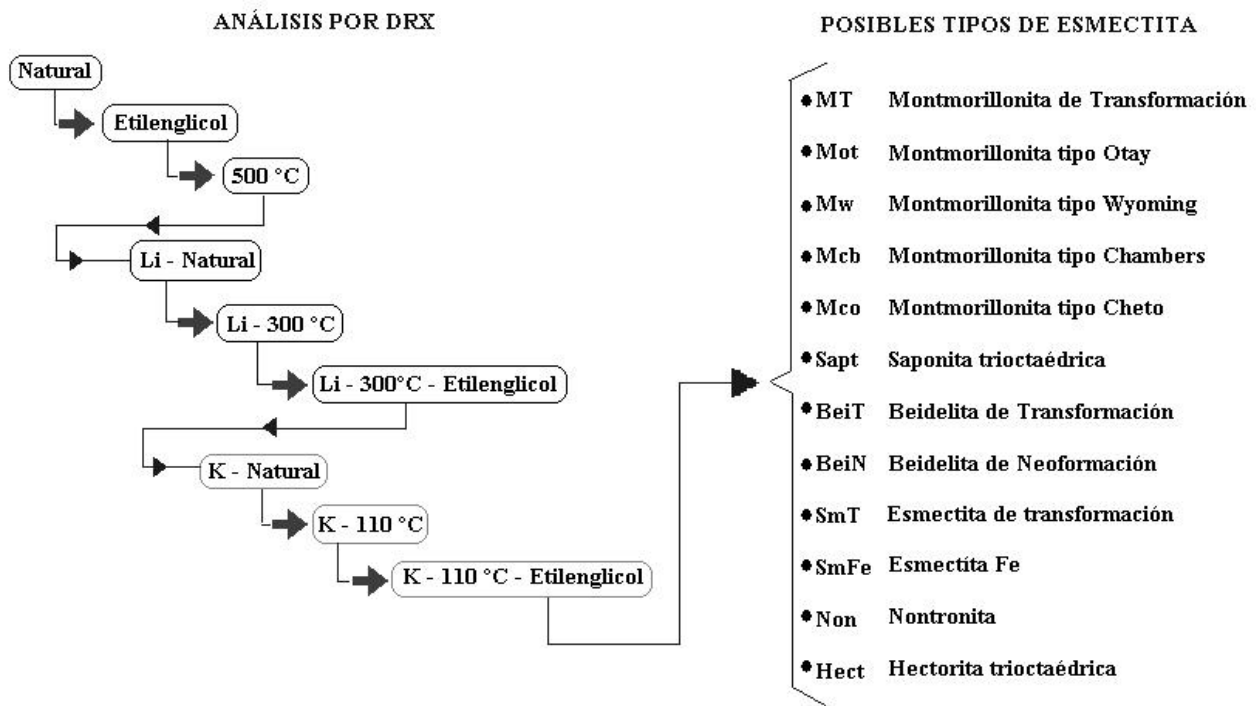 ANÁLISIS POR DRX
Natural
Etilenglicol
500 °C
Li - Natural
Li - 300 °C
Li - 300°C - Etilenglicol
K - Natural
K - 110 °C
K - 110 °C - Etilenglicol
POSIBLES TIPOS DE ESMECTITA
MT Montmorillonita de Transformación
Mot Montmorillonita tipo Otay
Mw Montmorillonita tipo Wyoming
Mcb Montmorillonita tipo Chambers
Mco Montmorillonita tipo Cheto
Sapt Saponita trioctaédrica
BeiT Beidelita de Transformación
BeiN Beidelita de Neoformación
SmT Esmectita de transformación
SmFe Esmectíta Fe
Non Nontronita
Hect Hectorita trioctaédrica